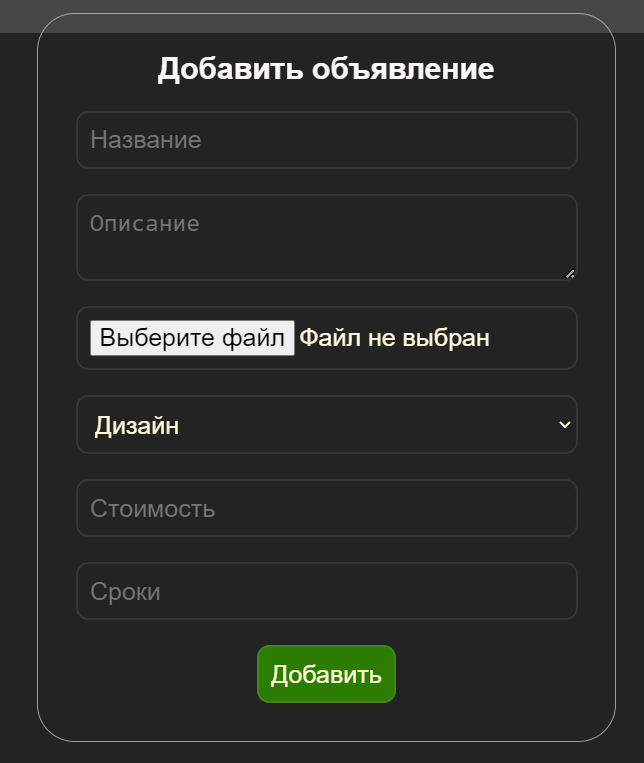 Добавить объявление
Название
Описание
Выберите файл Файл не выбран
Дизайн
Стоимость
Сроки
Добавить